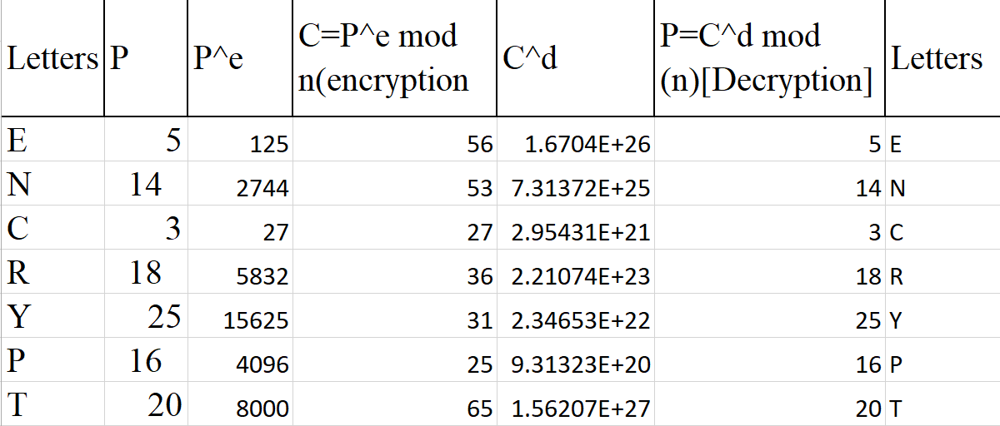 Letters P P^e C=P^e mod n(encryption C^d P=C^d mod (n)[Decryption] Letters
E 5 125 56 1.6704E+26 5 E
N 14 2744 53 7.31372E+25 14 N
C 3 27 27 2.95431E+21 3 C
R 18 5832 36 2.21074E+23 18 R
Y 25 15625 31 2.34653E+22 25 Y
P 16 4096 25 9.31323E+20 16 P
T 20 8000 65 1.56207E+27 20 T